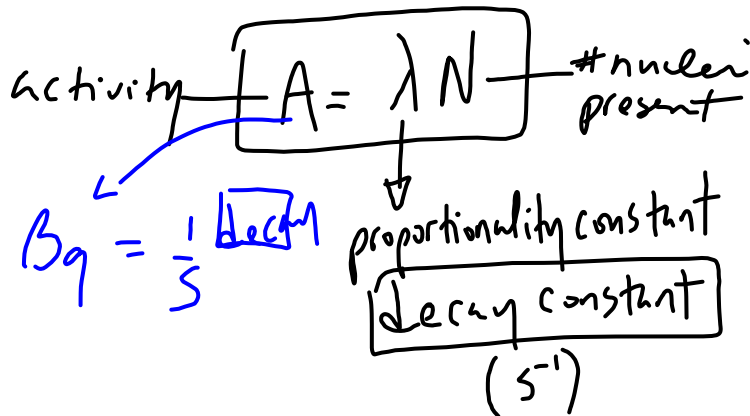 activity A = λN #nuclei
present
Bq = 1/s decay
proportionality constant
decay constant
(s⁻¹)